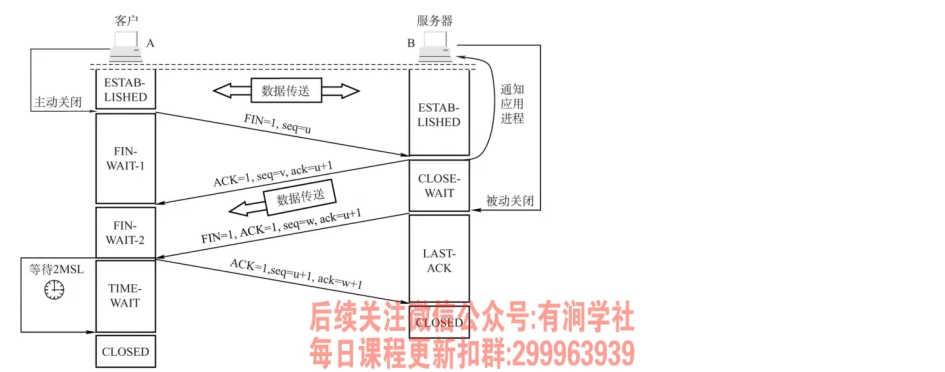 客户
服务器
A
B
ESTAB-
LISHED
数据传送
通知
应用
进程
主动关闭
ESTAB-
LISHED
FIN=1, seq=u
FIN-
WAIT-1
ACK=1, seq=v, ack=u+1
CLOSE-
WAIT
数据传送
被动关闭
FIN-
WAIT-2
FIN=1, ACK=1, seq=w, ack=u+1
LAST-
ACK
等待2MSL
ACK=1,seq=u+1, ack=w+1
TIME-
WAIT
后续关注微信公众号:有涧学社
CLOSED
每日课程更新扣群:299963939
CLOSED